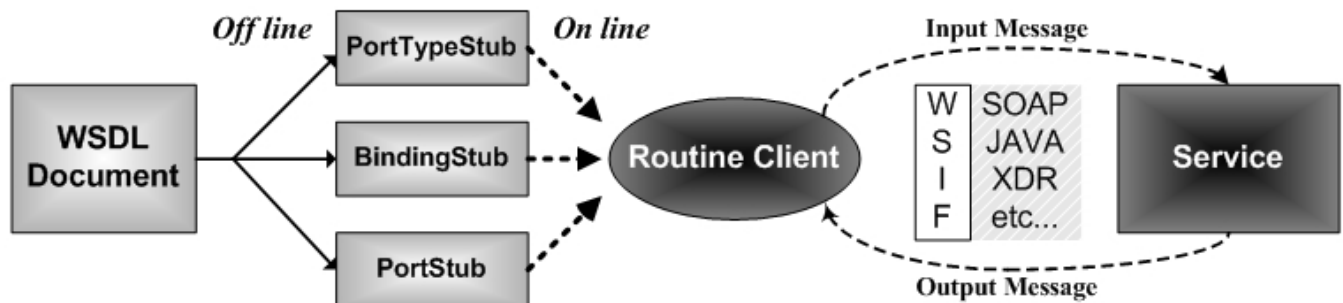 Off line
PortTypeStub
On line
Input Message
WSDL
Document
BindingStub
Routine Client
W
S
I
F
SOAP
JAVA
XDR
etc...
Service
PortStub
Output Message